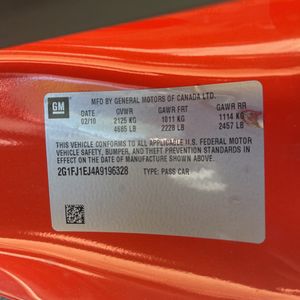 GM
MFD BY GENERAL MOTORS OF CANADA LTD.
DATE GVWR GAWR FRT GAWR RR
02/10 2125 KG 1011 KG 1114 KG
4685 LB 2228 LB 2457 LB
THIS VEHICLE CONFORMS TO ALL APPLICABLE U.S. FEDERAL MOTOR
VEHICLE SAFETY, BUMPER, AND THEFT PREVENTION STANDARDS IN
EFFECT ON THE DATE OF MANUFACTURE SHOWN ABOVE.
2G1FJ1EJ4A9196328 TYPE: PASS CAR